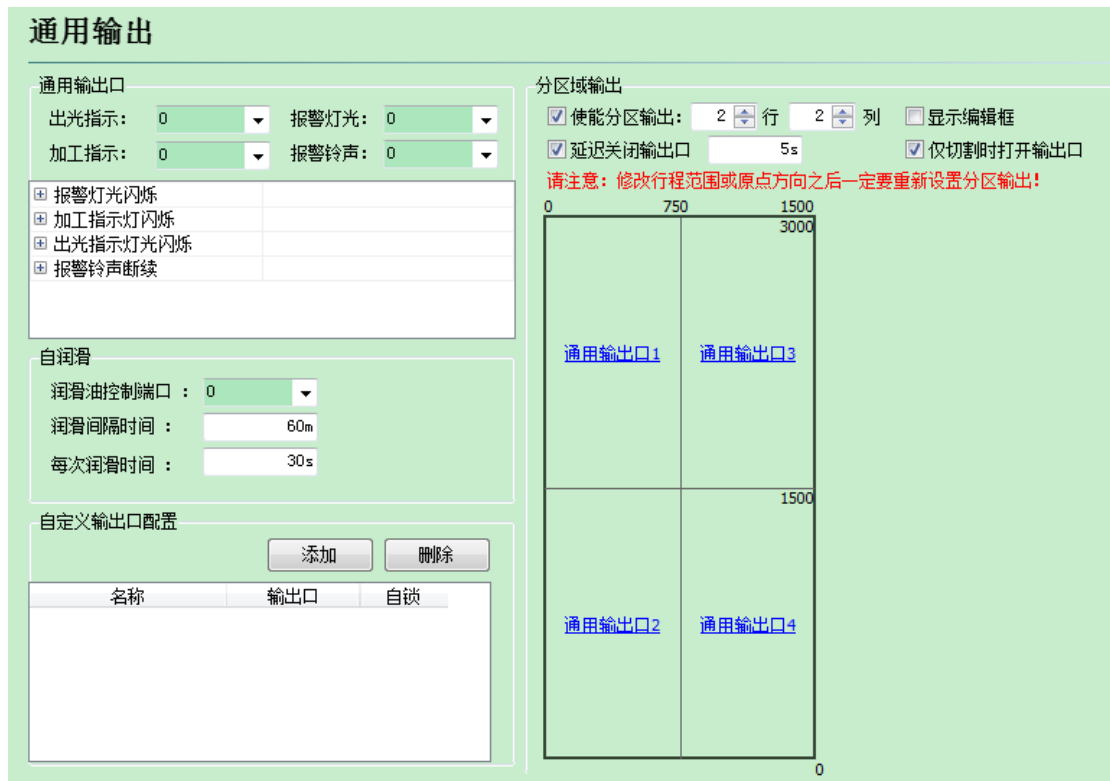 通用输出
通用输出口
出光指示: 0 报警灯光: 0
加工指示: 0 报警铃声: 0
报警灯光闪烁
加工指示灯闪烁
出光指示灯光闪烁
报警铃声断续
自润滑
润滑油控制端口 : 0
润滑间隔时间 : 60m
每次润滑时间 : 30s
自定义输出口配置
添加 删除
名称 输出口 自锁
分区域输出
使能分区输出: 2 行 2 列 显示编辑框
延迟关闭输出口 5s 仅切割时打开输出口
请注意: 修改行程范围或原点方向之后一定要重新设置分区输出!
0 750 1500
3000
通用输出口1 通用输出口3
1500
通用输出口2 通用输出口4
0